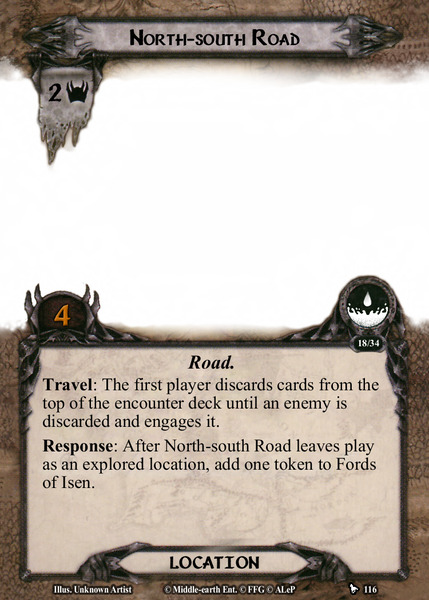 North-south Road
2
4
18/34
Road.
Travel: The first player discards cards from the
top of the encounter deck until an enemy is
discarded and engages it.
Response: After North-south Road leaves play
as an explored location, add one token to Fords
of Isen.
LOCATION
Illus. Unknown Artist © Middle-earth Ent. © FFG © ALeP 116